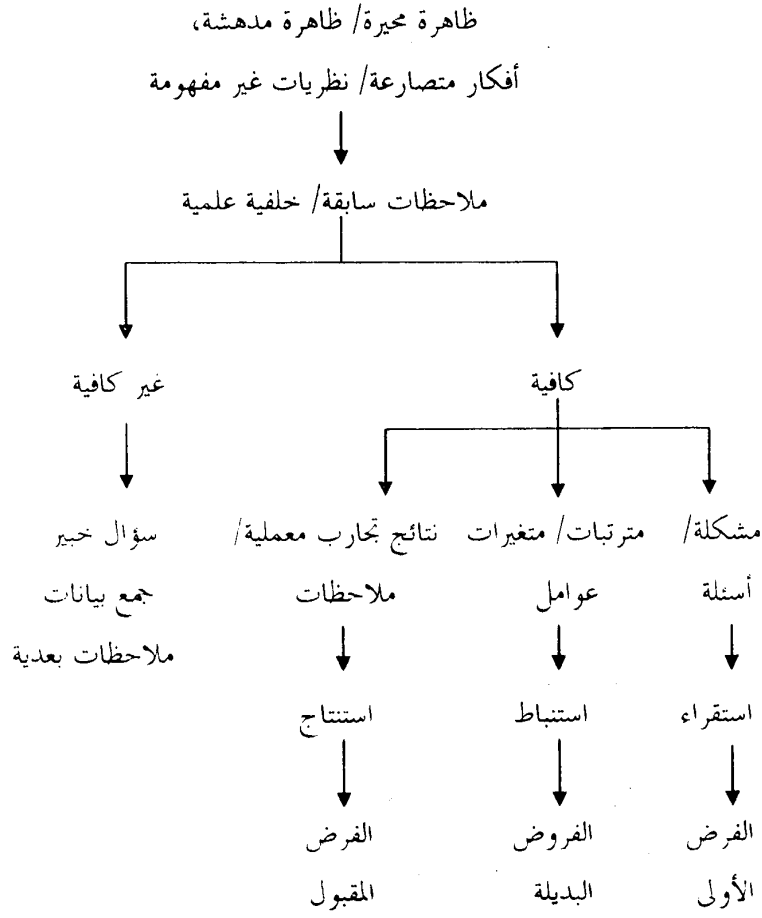 ظاهرة محيرة/ ظاهرة مدهشة،
أفكار متصارعة/ نظريات غير مفهومة
ملاحظات سابقة/ خلفية علمية
كافية
غير كافية
مشكلة/
أسئلة
استقراء
الفرض
الأولى
مترتبات/ متغيرات
عوامل
استنباط
الفروض
البديلة
نتائج تجارب معملية/
ملاحظات
استنتاج
الفرض
المقبول
سؤال خبير
جمع بيانات
ملاحظات بعدية